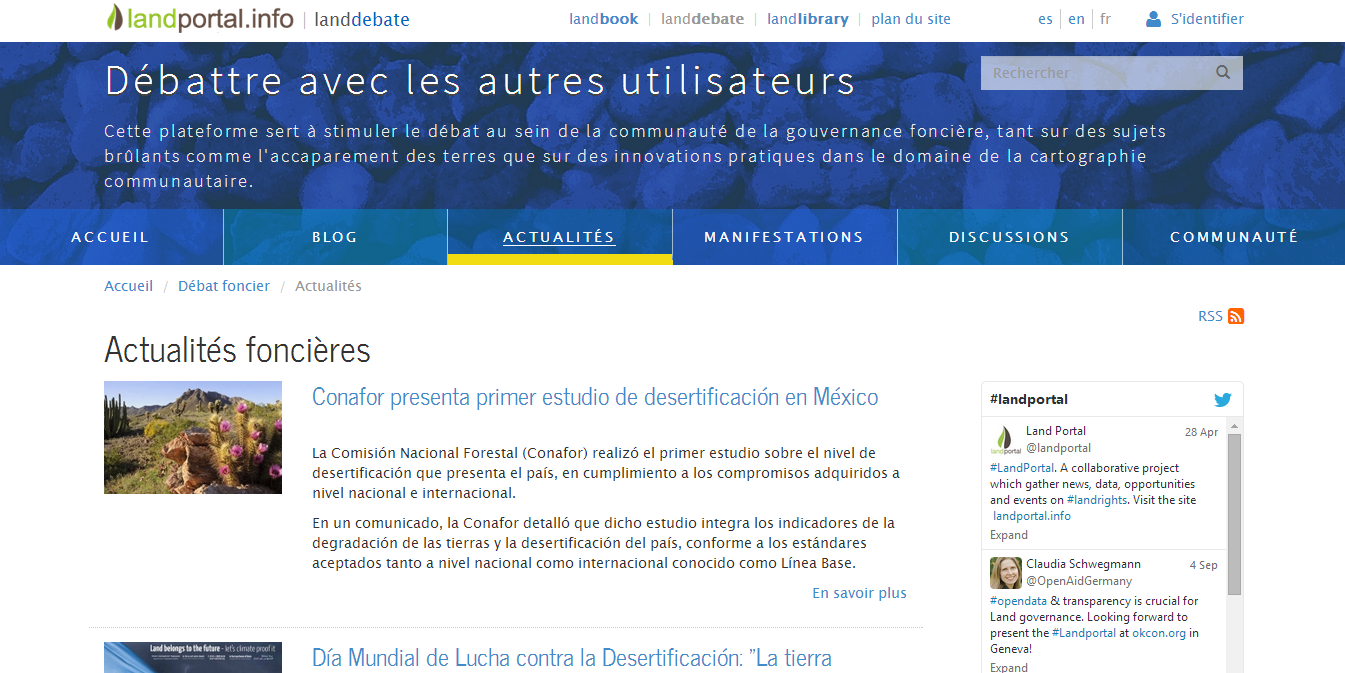 landportal.info | landdebate
landbook | landdebate | landlibrary | plan du site
es | en | fr
S'identifier
Débattre avec les autres utilisateurs
Rechercher
Cette plateforme sert à stimuler le débat au sein de la communauté de la gouvernance foncière, tant sur des sujets
brûlants comme l'accaparement des terres que sur des innovations pratiques dans le domaine de la cartographie
communautaire.
ACCUEIL
BLOG
ACTUALITÉS
MANIFESTATIONS
DISCUSSIONS
COMMUNAUTÉ
Accueil / Débat foncier / Actualités
RSS
Actualités foncières
Conafor presenta primer estudio de desertificación en México
La Comisión Nacional Forestal (Conafor) realizó el primer estudio sobre el nivel de
desertificación que presenta el país, en cumplimiento a los compromisos adquiridos a
nivel nacional e internacional.
En un comunicado, la Conafor detalló que dicho estudio integra los indicadores de la
degradación de las tierras y la desertificación del país, conforme a los estándares
aceptados tanto a nivel nacional como internacional conocido como Línea Base.
En savoir plus
Land belongs to the future - let's climate proof it
Día Mundial de Lucha contra la Desertificación: "La tierra
#landportal
landportal
Land Portal
28 Apr
@landportal
#LandPortal. A collaborative project
which gather news, data, opportunities
and events on #landrights. Visit the site
landportal.info
Expand
Claudia Schwegmann
4 Sep
@OpenAidGermany
#opendata & transparency is crucial for
Land governance. Looking forward to
present the #Landportal at okcon.org in
Geneva!
Expand